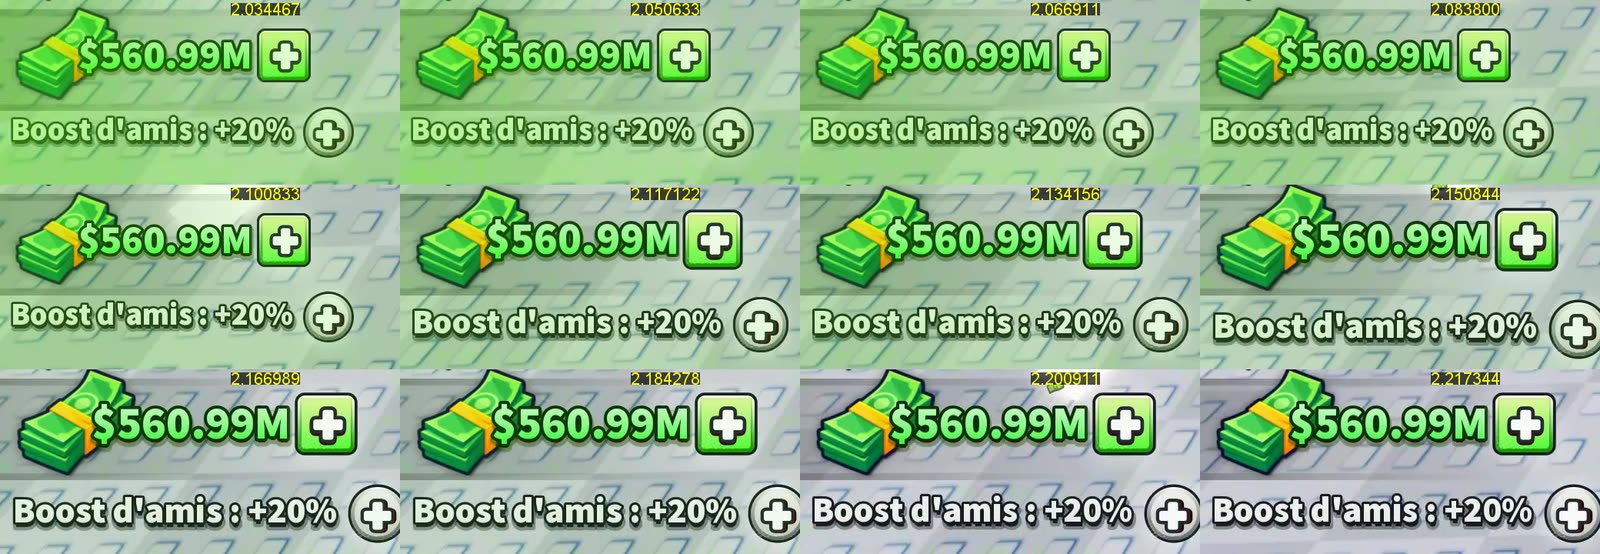 2.034467 2.050633 2.066911 2.083800
$560.99M $560.99M $560.99M $560.99M
Boost d'amis : +20% Boost d'amis : +20% Boost d'amis : +20% Boost d'amis : +20%
2.100833 2.117122 2.134156 2.150844
$560.99M $560.99M $560.99M $560.99M
Boost d'amis : +20% Boost d'amis : +20% Boost d'amis : +20% Boost d'amis : +20%
2.166989 2.184278 2.200911 2.217344
$560.99M $560.99M $560.99M $560.99M
Boost d'amis : +20% Boost d'amis : +20% Boost d'amis : +20% Boost d'amis : +20%